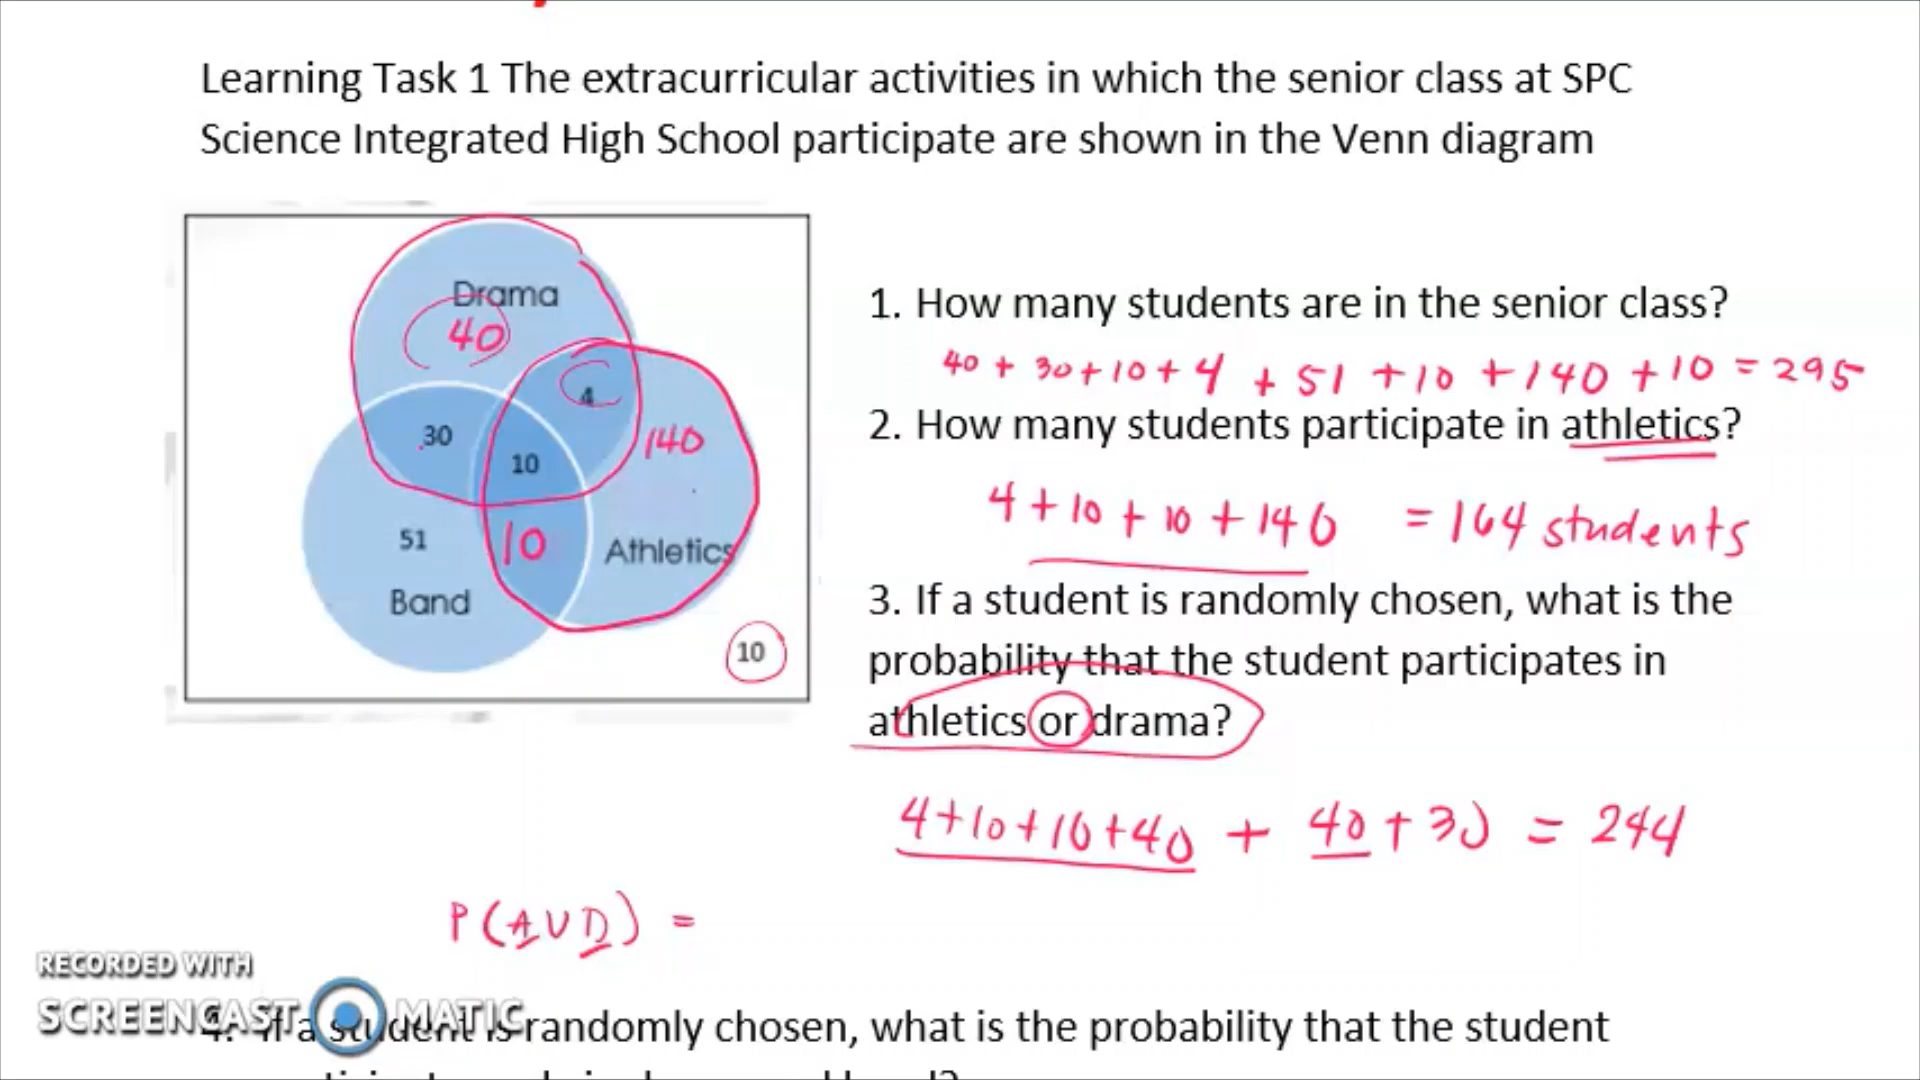 Learning Task 1 The extracurricular activities in which the senior class at SPC
Science Integrated High School participate are shown in the Venn diagram
Drama
40
4
30
10
140
51
10
Athletics
Band
10
1. How many students are in the senior class?
40 + 30 + 10 + 4 + 51 + 10 + 140 + 10 = 295
2. How many students participate in athletics?
4 + 10 + 10 + 140 = 164 students
3. If a student is randomly chosen, what is the
probability that the student participates in
athletics or drama?
4 + 10 + 10 + 40 + 40 + 30 = 244
P(A U D) =
RECORDED WITH
SCREENCAST MATIC
4. If a student is randomly chosen, what is the probability that the student